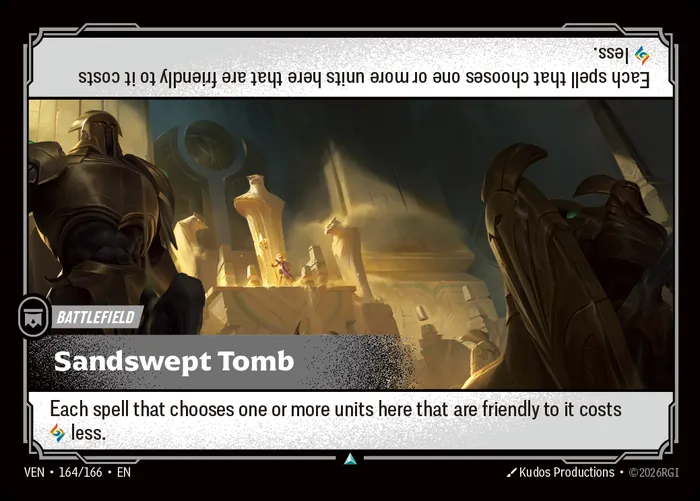 Each spell that chooses one or more units here that are friendly to it costs
less.
BATTLEFIELD
Sandswept Tomb
Each spell that chooses one or more units here that are friendly to it costs
less.
VEN • 164/166 • EN
Kudos Productions • ©2026RGI